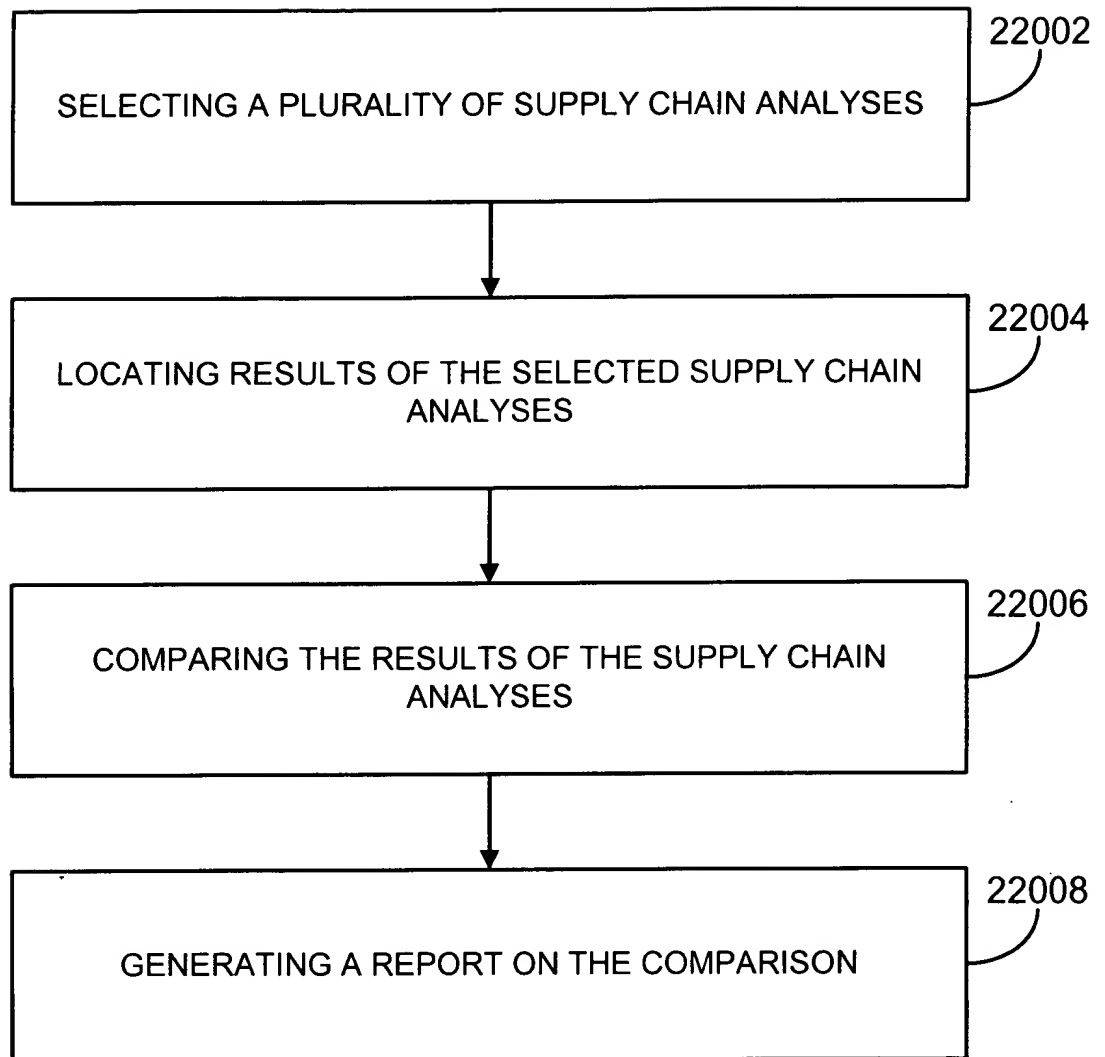 22002
SELECTING A PLURALITY OF SUPPLY CHAIN ANALYSES
22004
LOCATING RESULTS OF THE SELECTED SUPPLY CHAIN
ANALYSES
22006
COMPARING THE RESULTS OF THE SUPPLY CHAIN
ANALYSES
22008
GENERATING A REPORT ON THE COMPARISON